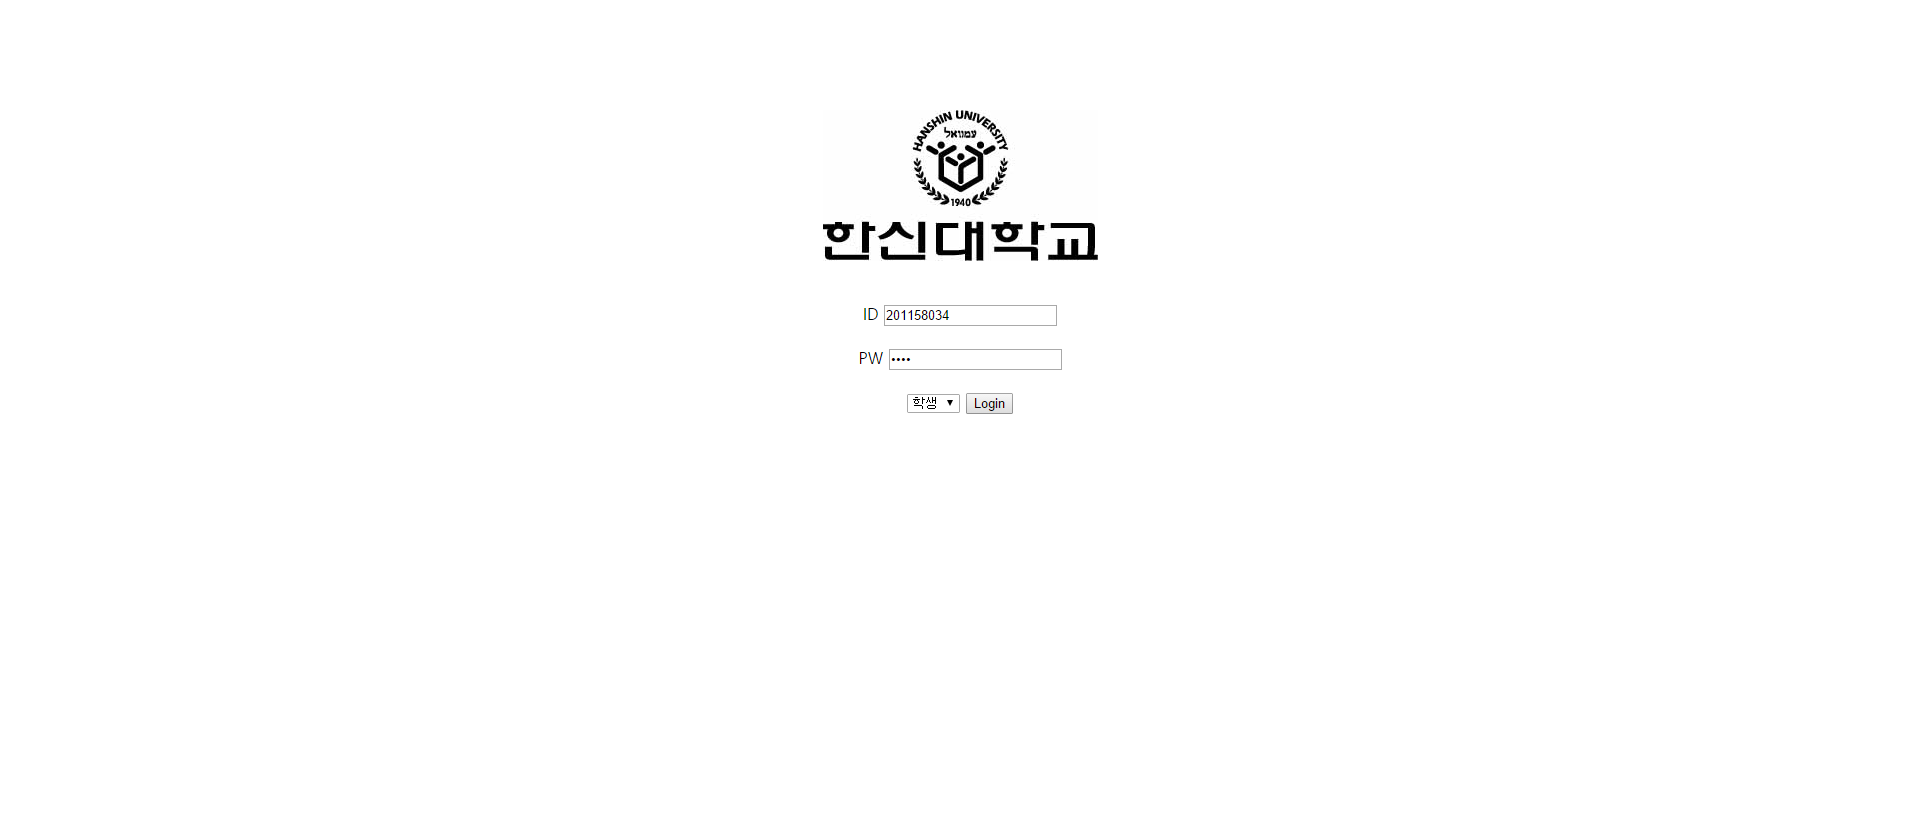 HANSHIN UNIVERSITY
עמנואל
1940
한신대학교
ID 201158034
PW ••••
학생 ▼ Login